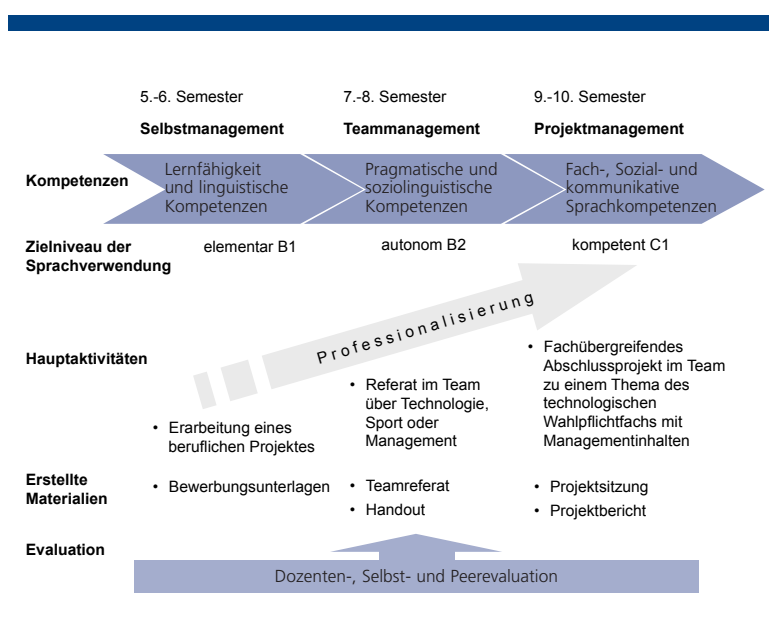 5.-6. Semester
7.-8. Semester
9.-10. Semester
Selbstmanagement
Teammanagement
Projektmanagement
Kompetenzen
Lernfähigkeit
und linguistische
Kompetenzen
Pragmatische und
soziolinguistische
Kompetenzen
Fach-, Sozial- und
kommunikative
Sprachkompetenzen
Zielniveau der
Sprachverwendung
elementar B1
autonom B2
kompetent C1
Professionalisierung
Hauptaktivitäten
• Erarbeitung eines
beruflichen Projektes
• Referat im Team
über Technologie,
Sport oder
Management
• Fachübergreifendes
Abschlussprojekt im Team
zu einem Thema des
technologischen
Wahlpflichtfachs mit
Managementinhalten
Erstellte
Materialien
• Bewerbungsunterlagen
• Teamreferat
• Handout
• Projektsitzung
• Projektbericht
Evaluation
Dozenten-, Selbst- und Peerevaluation